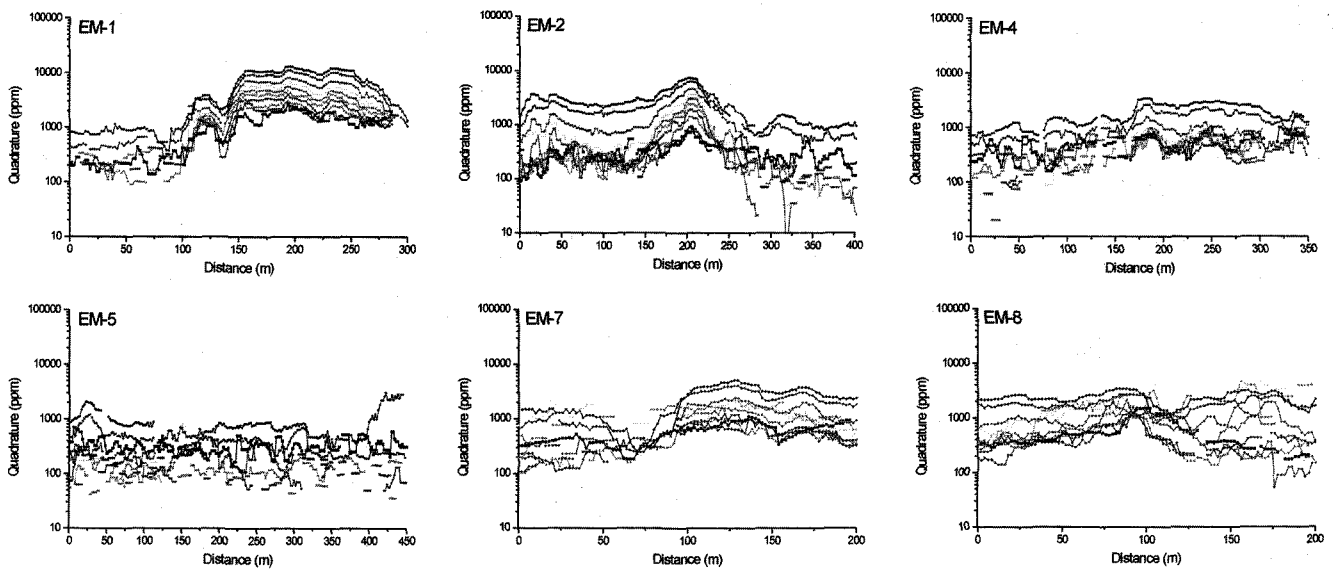 EM-1
Quadrature (ppm)
100000
10000
1000
100
10
0 50 100 150 200 250 300
Distance (m)
EM-2
Quadrature (ppm)
100000
10000
1000
100
10
0 50 100 150 200 250 300 350 400
Distance (m)
EM-4
Quadrature (ppm)
100000
10000
1000
100
10
0 50 100 150 200 250 300 350
Distance (m)
EM-5
Quadrature (ppm)
100000
10000
1000
100
10
0 50 100 150 200 250 300 350 400 450
Distance (m)
EM-7
Quadrature (ppm)
100000
10000
1000
100
10
0 50 100 150 200
Distance (m)
EM-8
Quadrature (ppm)
100000
10000
1000
100
10
0 50 100 150 200
Distance (m)